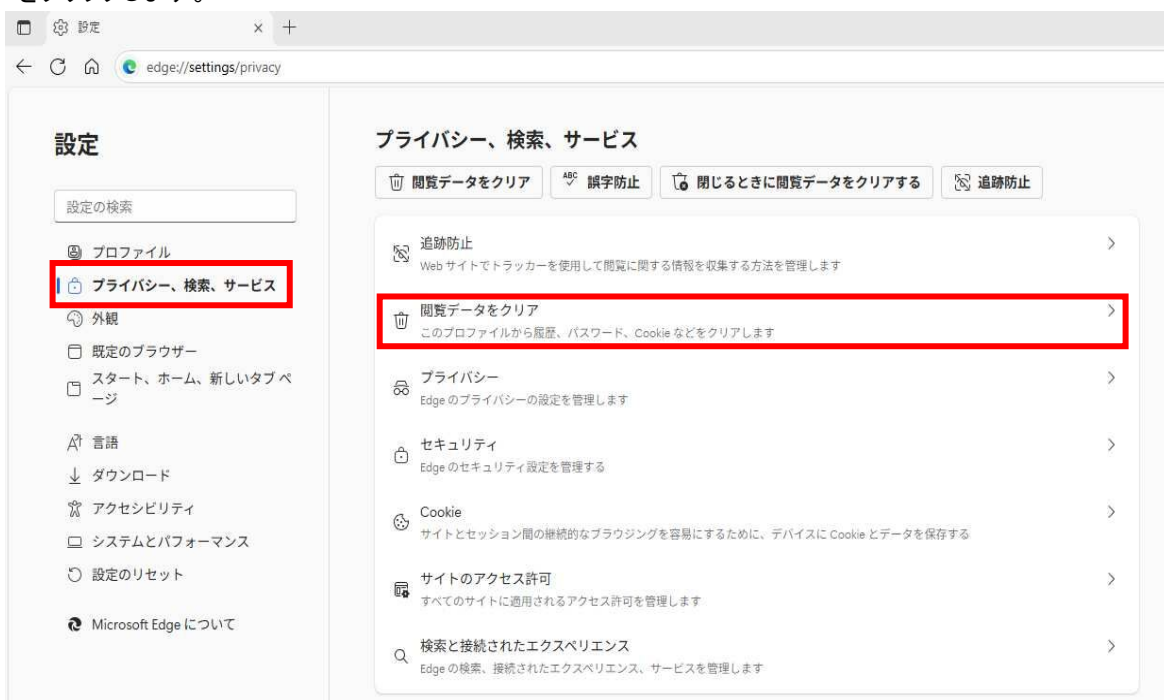 をクリックします。
設定
edge://settings/privacy
設定
設定の検索
プロファイル
プライバシー、検索、サービス
外観
既定のブラウザー
スタート、ホーム、新しいタブ ペ
ージ
言語
ダウンロード
アクセシビリティ
システムとパフォーマンス
設定のリセット
Microsoft Edge について
プライバシー、検索、サービス
閲覧データをクリア
ABC 誤字防止
閉じるときに閲覧データをクリアする
追跡防止
追跡防止
Web サイトでトラッカーを使用して閲覧に関する情報を収集する方法を管理します
閲覧データをクリア
このプロファイルから履歴、パスワード、Cookie などをクリアします
プライバシー
Edge のプライバシーの設定を管理します
セキュリティ
Edge のセキュリティ設定を管理する
Cookie
サイトとセッション間の継続的なブラウジングを容易にするために、デバイスに Cookie とデータを保存する
サイトのアクセス許可
すべてのサイトに適用されるアクセス許可を管理します
検索と接続されたエクスペリエンス
Edge の検索、接続されたエクスペリエンス、サービスを管理します